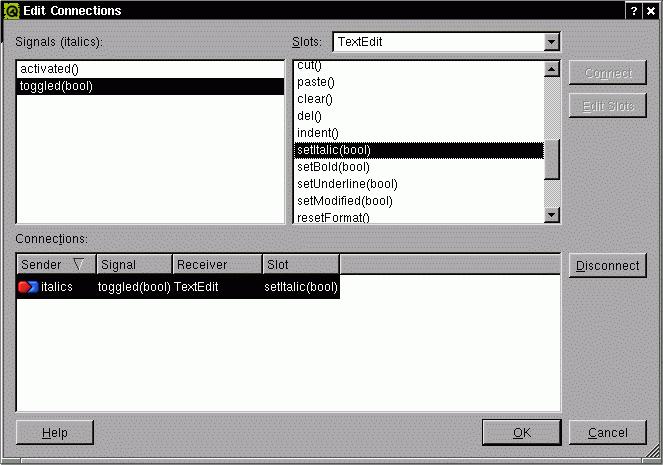 Edit Connections
Signals (italics):
Slots: TextEdit
activated()
toggled(bool)
cut()
paste()
clear()
del()
indent()
setItalic(bool)
setBold(bool)
setUnderline(bool)
setModified(bool)
resetFormat()
Connect
Edit Slots
Connections:
Sender Signal Receiver Slot
italics toggled(bool) TextEdit setItalic(bool)
Disconnect
Help OK Cancel